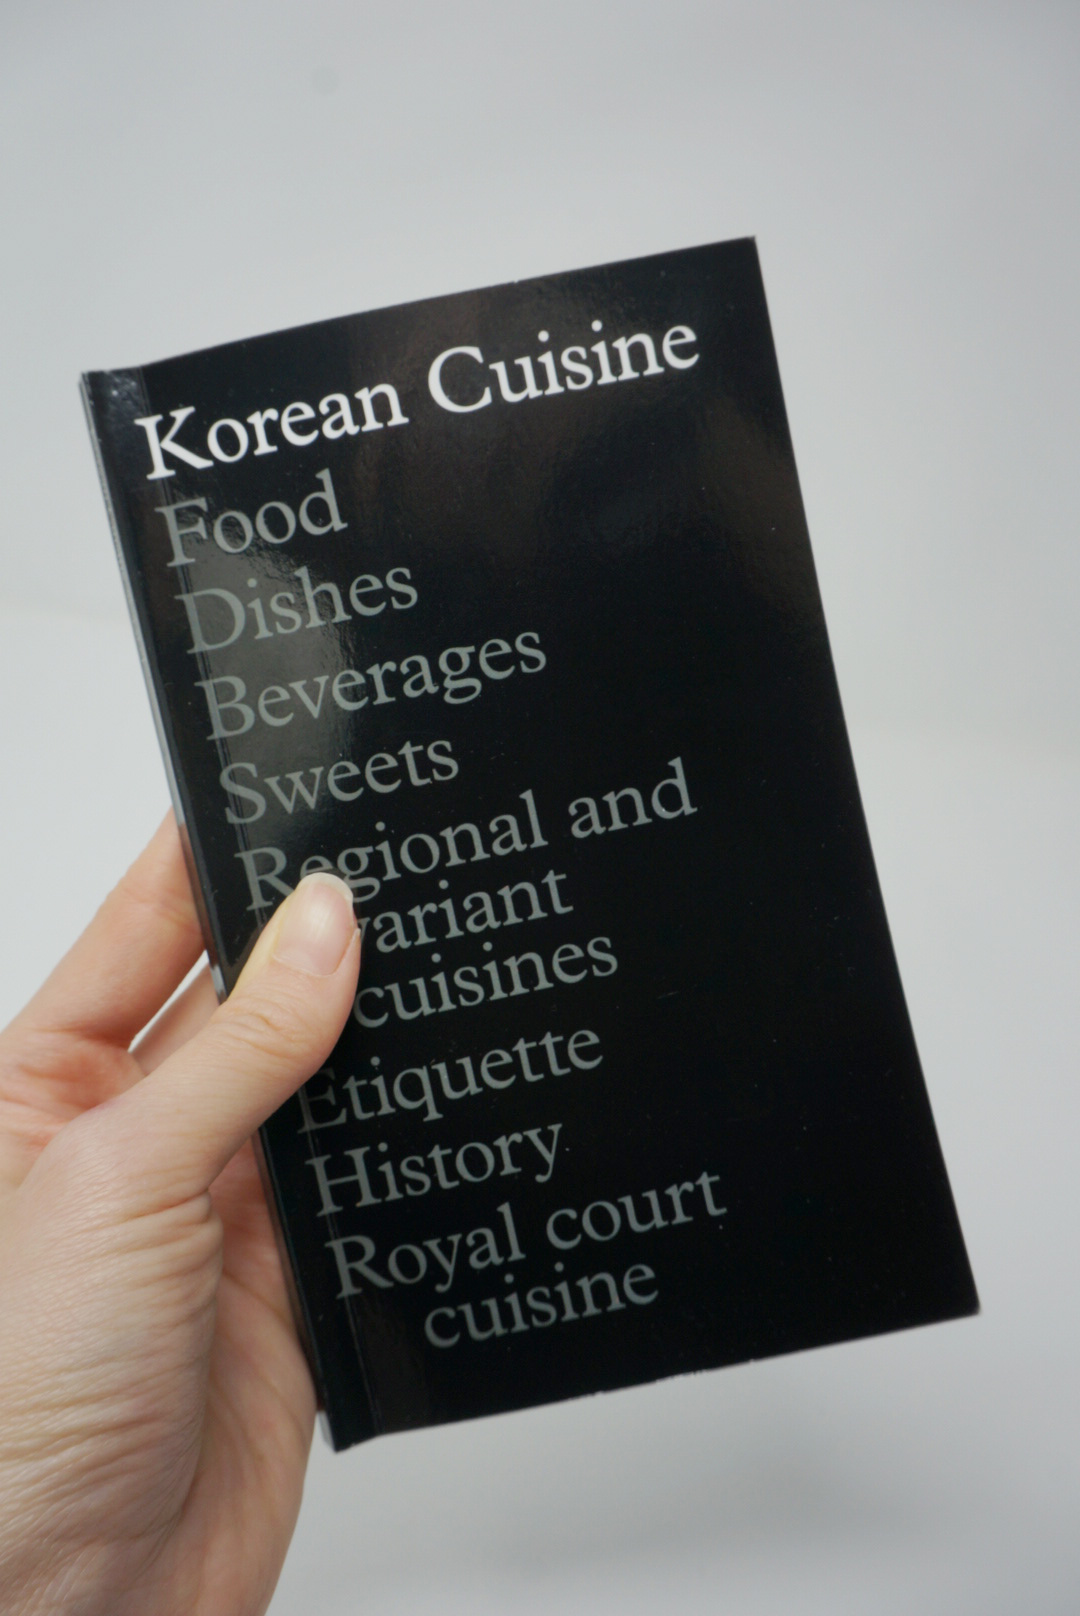 Korean Cuisine
Food
Dishes
Beverages
Sweets
Regional and
variant
cuisines
Etiquette
History
Royal court
cuisine